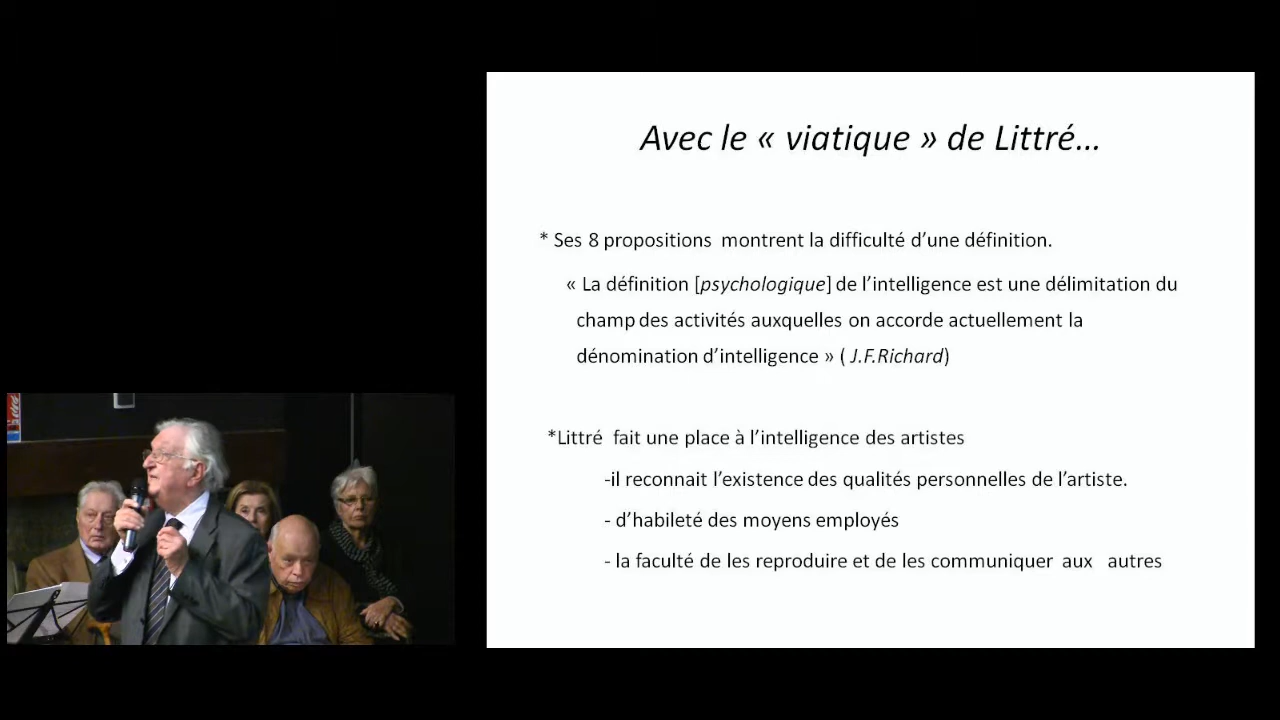 Avec le « viatique » de Littré…
* Ses 8 propositions montrent la difficulté d’une définition.
« La définition [psychologique] de l’intelligence est une délimitation du
champ des activités auxquelles on accorde actuellement la
dénomination d’intelligence » ( J.F.Richard)
*Littré fait une place à l’intelligence des artistes
-il reconnait l’existence des qualités personnelles de l’artiste.
- d’habileté des moyens employés
- la faculté de les reproduire et de les communiquer aux autres